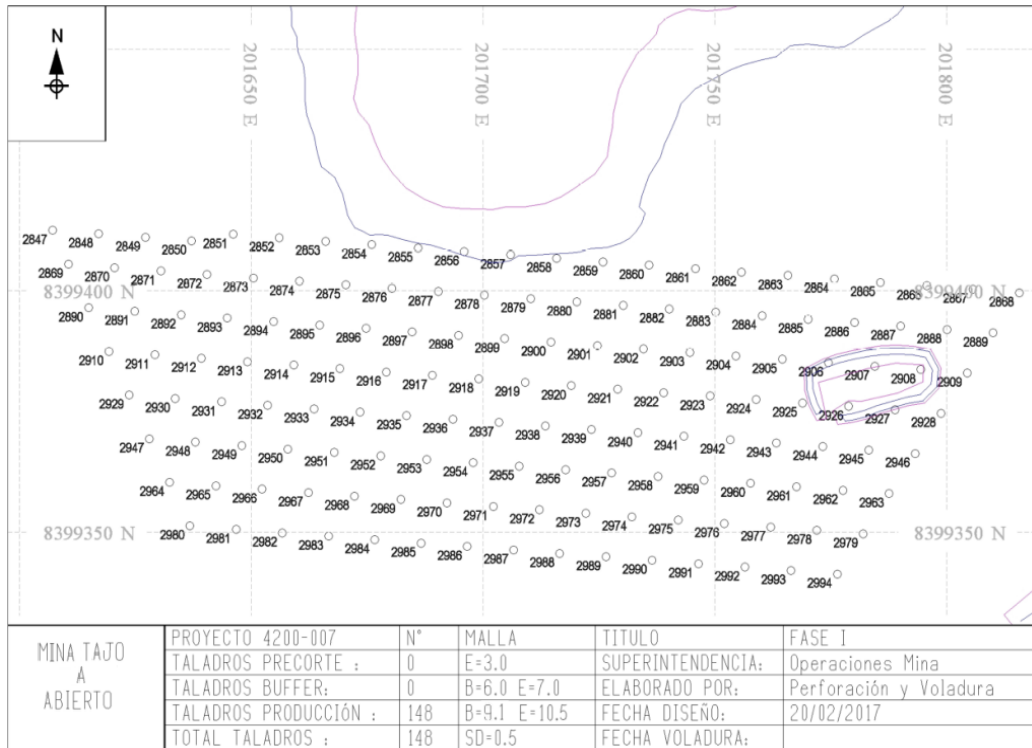 N
201650 E
201700 E
201750 E
201800 E
2847 2848 2849 2850 2851 2852 2853 2854 2855 2856 2857 2858 2859 2860 2861 2862 2863 2864 2865 2866 2867 2868
8399400 N 8399400 N
2869 2870 2871 2872 2873 2874 2875 2876 2877 2878 2879 2880 2881 2882 2883 2884 2885 2886 2887 2888 2889
2890 2891 2892 2893 2894 2895 2896 2897 2898 2899 2900 2901 2902 2903 2904 2905 2906 2907 2908 2909
2910 2911 2912 2913 2914 2915 2916 2917 2918 2919 2920 2921 2922 2923 2924 2925 2926 2927 2928
2929 2930 2931 2932 2933 2934 2935 2936 2937 2938 2939 2940 2941 2942 2943 2944 2945 2946
2947 2948 2949 2950 2951 2952 2953 2954 2955 2956 2957 2958 2959 2960 2961 2962 2963
2964 2965 2966 2967 2968 2969 2970 2971 2972 2973 2974 2975 2976 2977 2978 2979
8399350 N 8399350 N
2980 2981 2982 2983 2984 2985 2986 2987 2988 2989 2990 2991 2992 2993 2994
MINA TAJO
A
ABIERTO
PROYECTO 4200-007 N° MALLA TITULO FASE I
TALADROS PRECORTE : 0 E=3.0 SUPERINTENDENCIA: Operaciones Mina
TALADROS BUFFER: 0 B=6.0 E=7.0 ELABORADO POR: Perforación y Voladura
TALADROS PRODUCCIÓN : 148 B=9.1 E=10.5 FECHA DISEÑO: 20/02/2017
TOTAL TALADROS : 148 SD=0.5 FECHA VOLADURA: